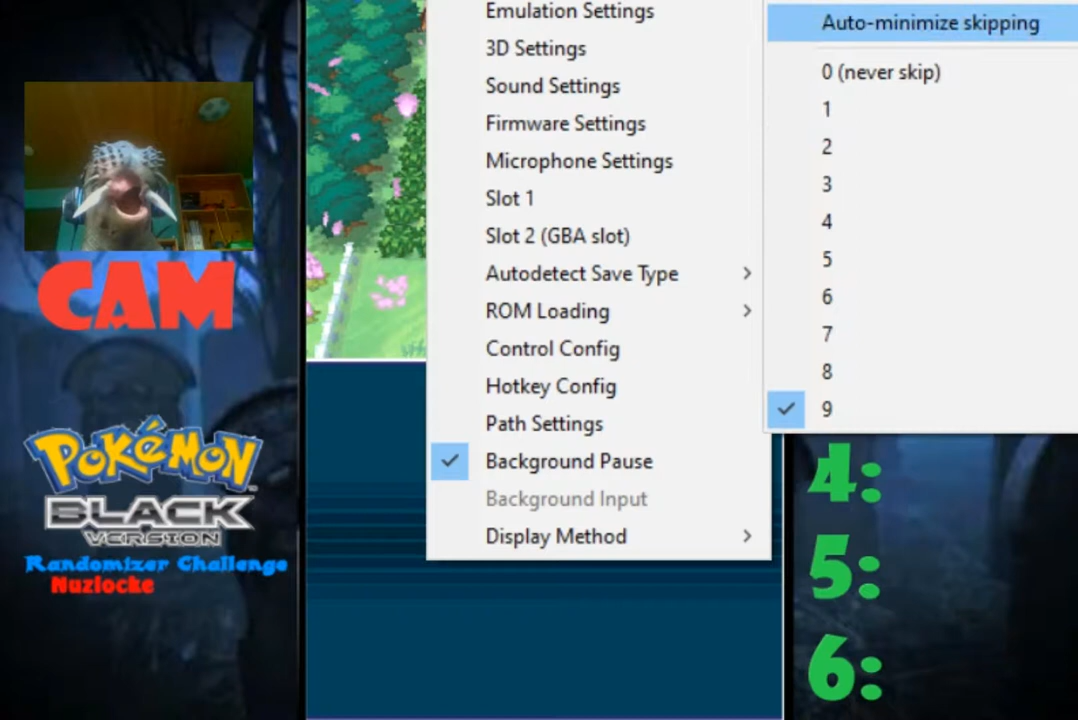 Emulation Settings
3D Settings
Sound Settings
Firmware Settings
Microphone Settings
Slot 1
Slot 2 (GBA slot)
Autodetect Save Type
ROM Loading
Control Config
Hotkey Config
Path Settings
Background Pause
Background Input
Display Method
Auto-minimize skipping
0 (never skip)
1
2
3
4
5
6
7
8
9
CAM
POKéMON
BLACK
VERSION
Randomizer Challenge
Nuzlocke
4:
5:
6: